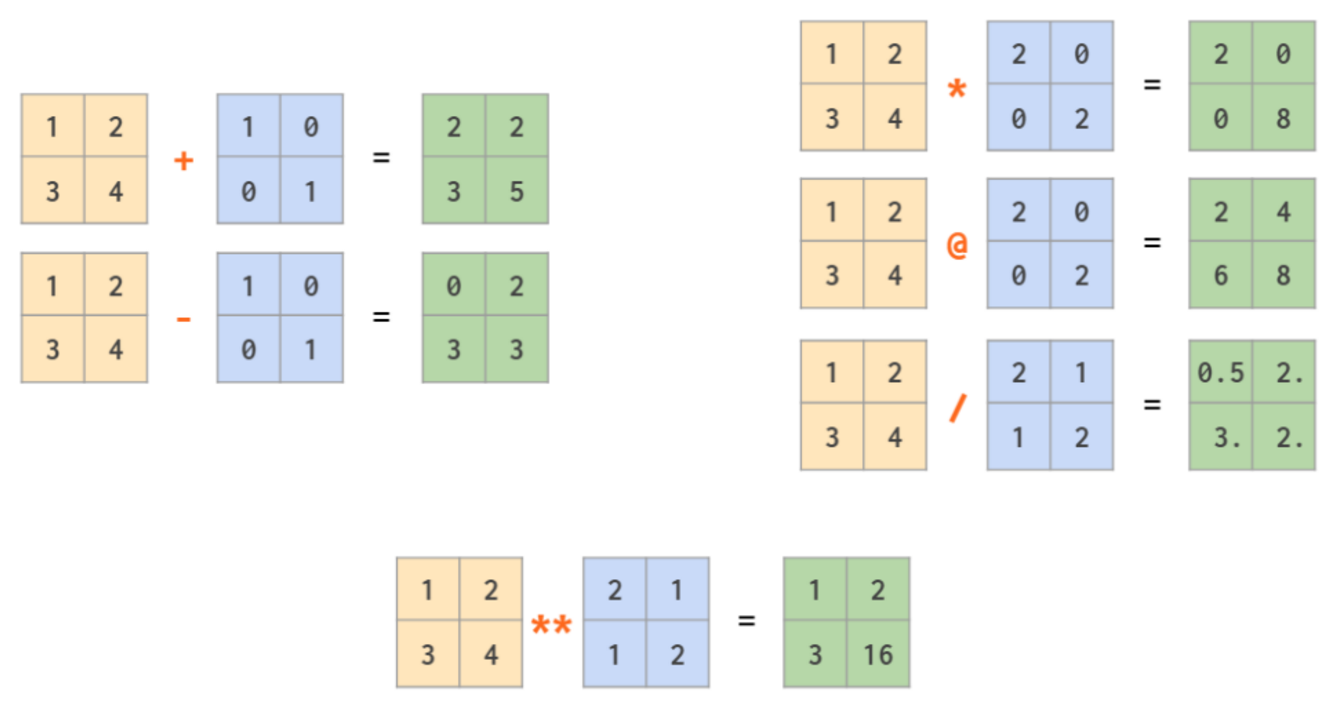 1 2 + 1 0 = 2 2
3 4 0 1 3 5
1 2 - 1 0 = 0 2
3 4 0 1 3 3
1 2 * 2 0 = 2 0
3 4 0 2 0 8
1 2 @ 2 0 = 2 4
3 4 0 2 6 8
1 2 / 2 1 = 0.5 2.
3 4 1 2 3. 2.
1 2 ** 2 1 = 1 2
3 4 1 2 3 16